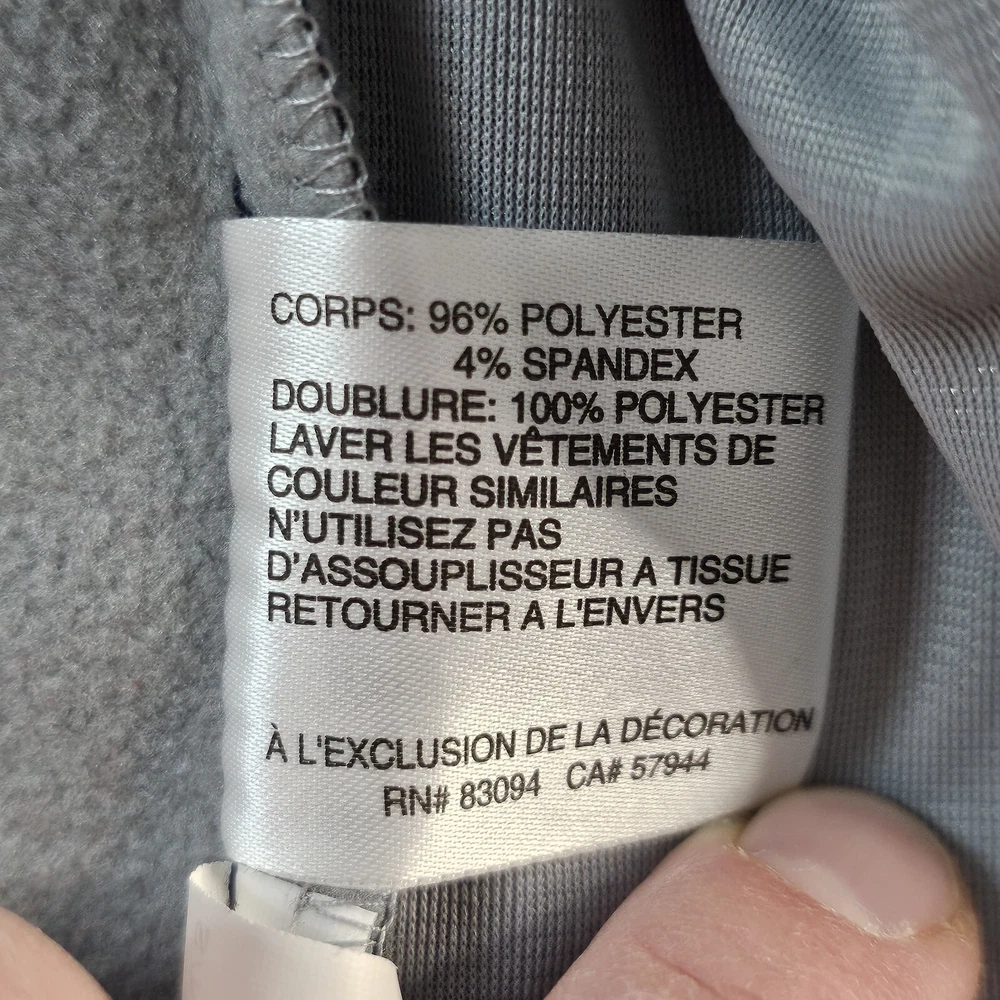 CORPS: 96% POLYESTER
4% SPANDEX
DOUBLURE: 100% POLYESTER
LAVER LES VÊTEMENTS DE
COULEUR SIMILAIRES
N'UTILISEZ PAS
D'ASSOUPLISSEUR A TISSUE
RETOURNER A L'ENVERS
À L'EXCLUSION DE LA DÉCORATION
RN# 83094 CA# 57944